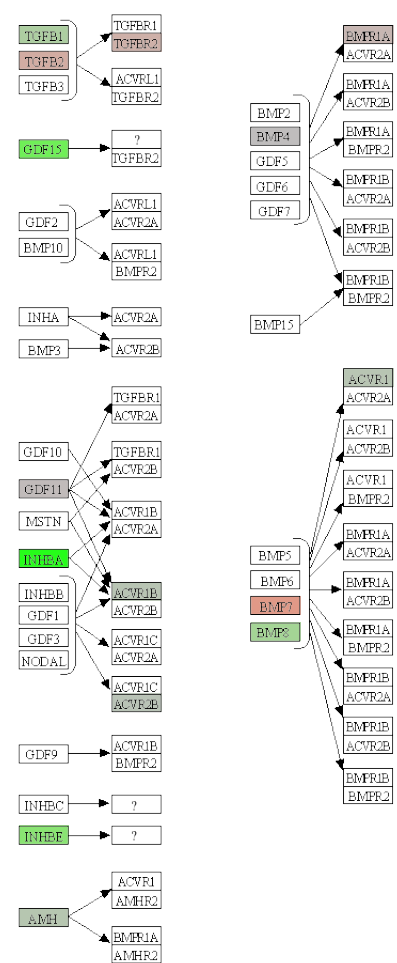 TGFB1
TGFB2
TGFB3
TGFBR1
TGFBR2
ACVRL1
TGFBR2
GDF15
?
TGFBR2
GDF2
BMP10
ACVRL1
ACVR2A
ACVRL1
BMPR2
INHA
BMP3
ACVR2A
ACVR2B
GDF10
GDF11
MSTN
INHBA
INHBB
GDF1
GDF3
NODAL
TGFBR1
ACVR2A
TGFBR1
ACVR2B
ACVR1B
ACVR2A
ACVR1B
ACVR2B
ACVR1C
ACVR2A
ACVR1C
ACVR2B
GDF9
ACVR1B
BMPR2
INHBC
?
INHBE
?
AMH
ACVR1
AMHR2
BMPR1A
AMHR2
BMP2
BMP4
GDF5
GDF6
GDF7
BMP15
BMPR1A
ACVR2A
BMPR1A
ACVR2B
BMPR1A
BMPR2
BMPR1B
ACVR2A
BMPR1B
ACVR2B
BMPR1B
BMPR2
BMP5
BMP6
BMP7
BMP8
ACVR1
ACVR2A
ACVR1
ACVR2B
ACVR1
BMPR2
BMPR1A
ACVR2A
BMPR1A
ACVR2B
BMPR1A
BMPR2
BMPR1B
ACVR2A
BMPR1B
ACVR2B
BMPR1B
BMPR2